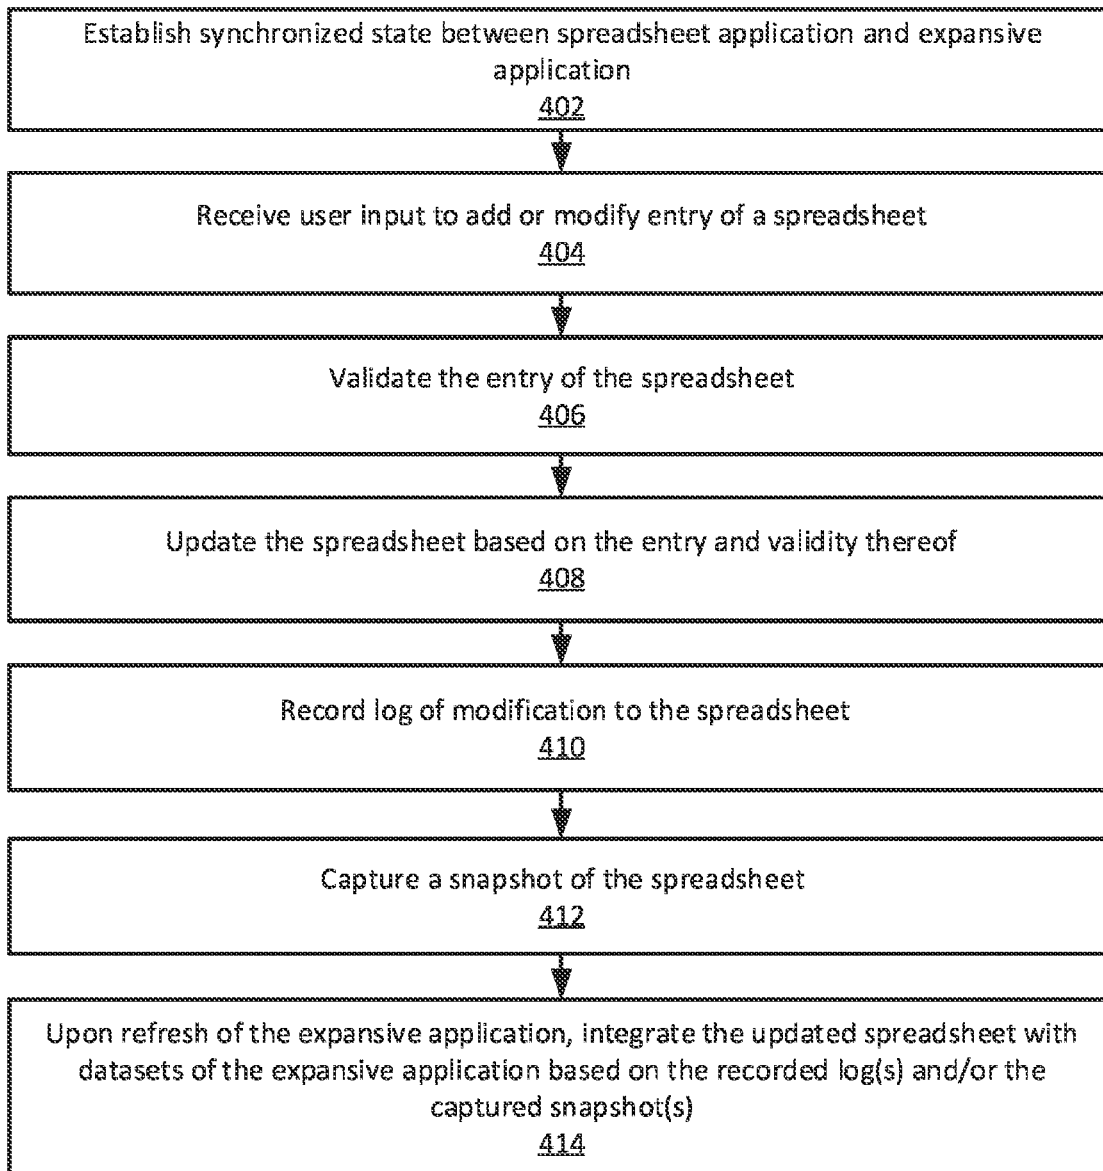 Establish synchronized state between spreadsheet application and expansive
application
402
Receive user input to add or modify entry of a spreadsheet
404
Validate the entry of the spreadsheet
406
Update the spreadsheet based on the entry and validity thereof
408
Record log of modification to the spreadsheet
410
Capture a snapshot of the spreadsheet
412
Upon refresh of the expansive application, integrate the updated spreadsheet with
datasets of the expansive application based on the recorded log(s) and/or the
captured snapshot(s)
414